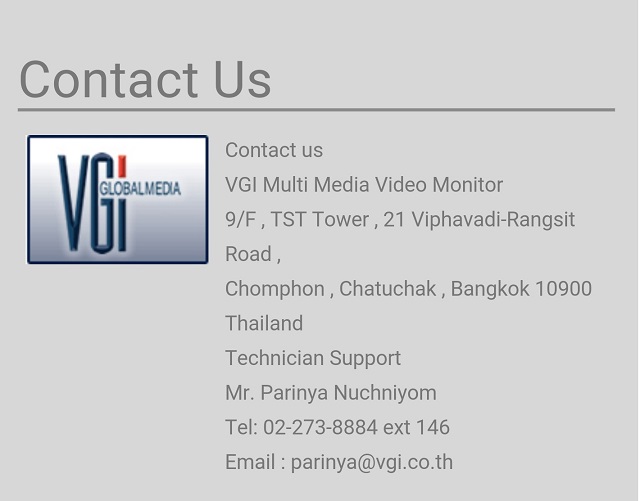 Contact Us
VGI
GLOBALMEDIA
Contact us
VGI Multi Media Video Monitor
9/F , TST Tower , 21 Viphavadi-Rangsit
Road ,
Chomphon , Chatuchak , Bangkok 10900
Thailand
Technician Support
Mr. Parinya Nuchniyom
Tel: 02-273-8884 ext 146
Email : parinya@vgi.co.th